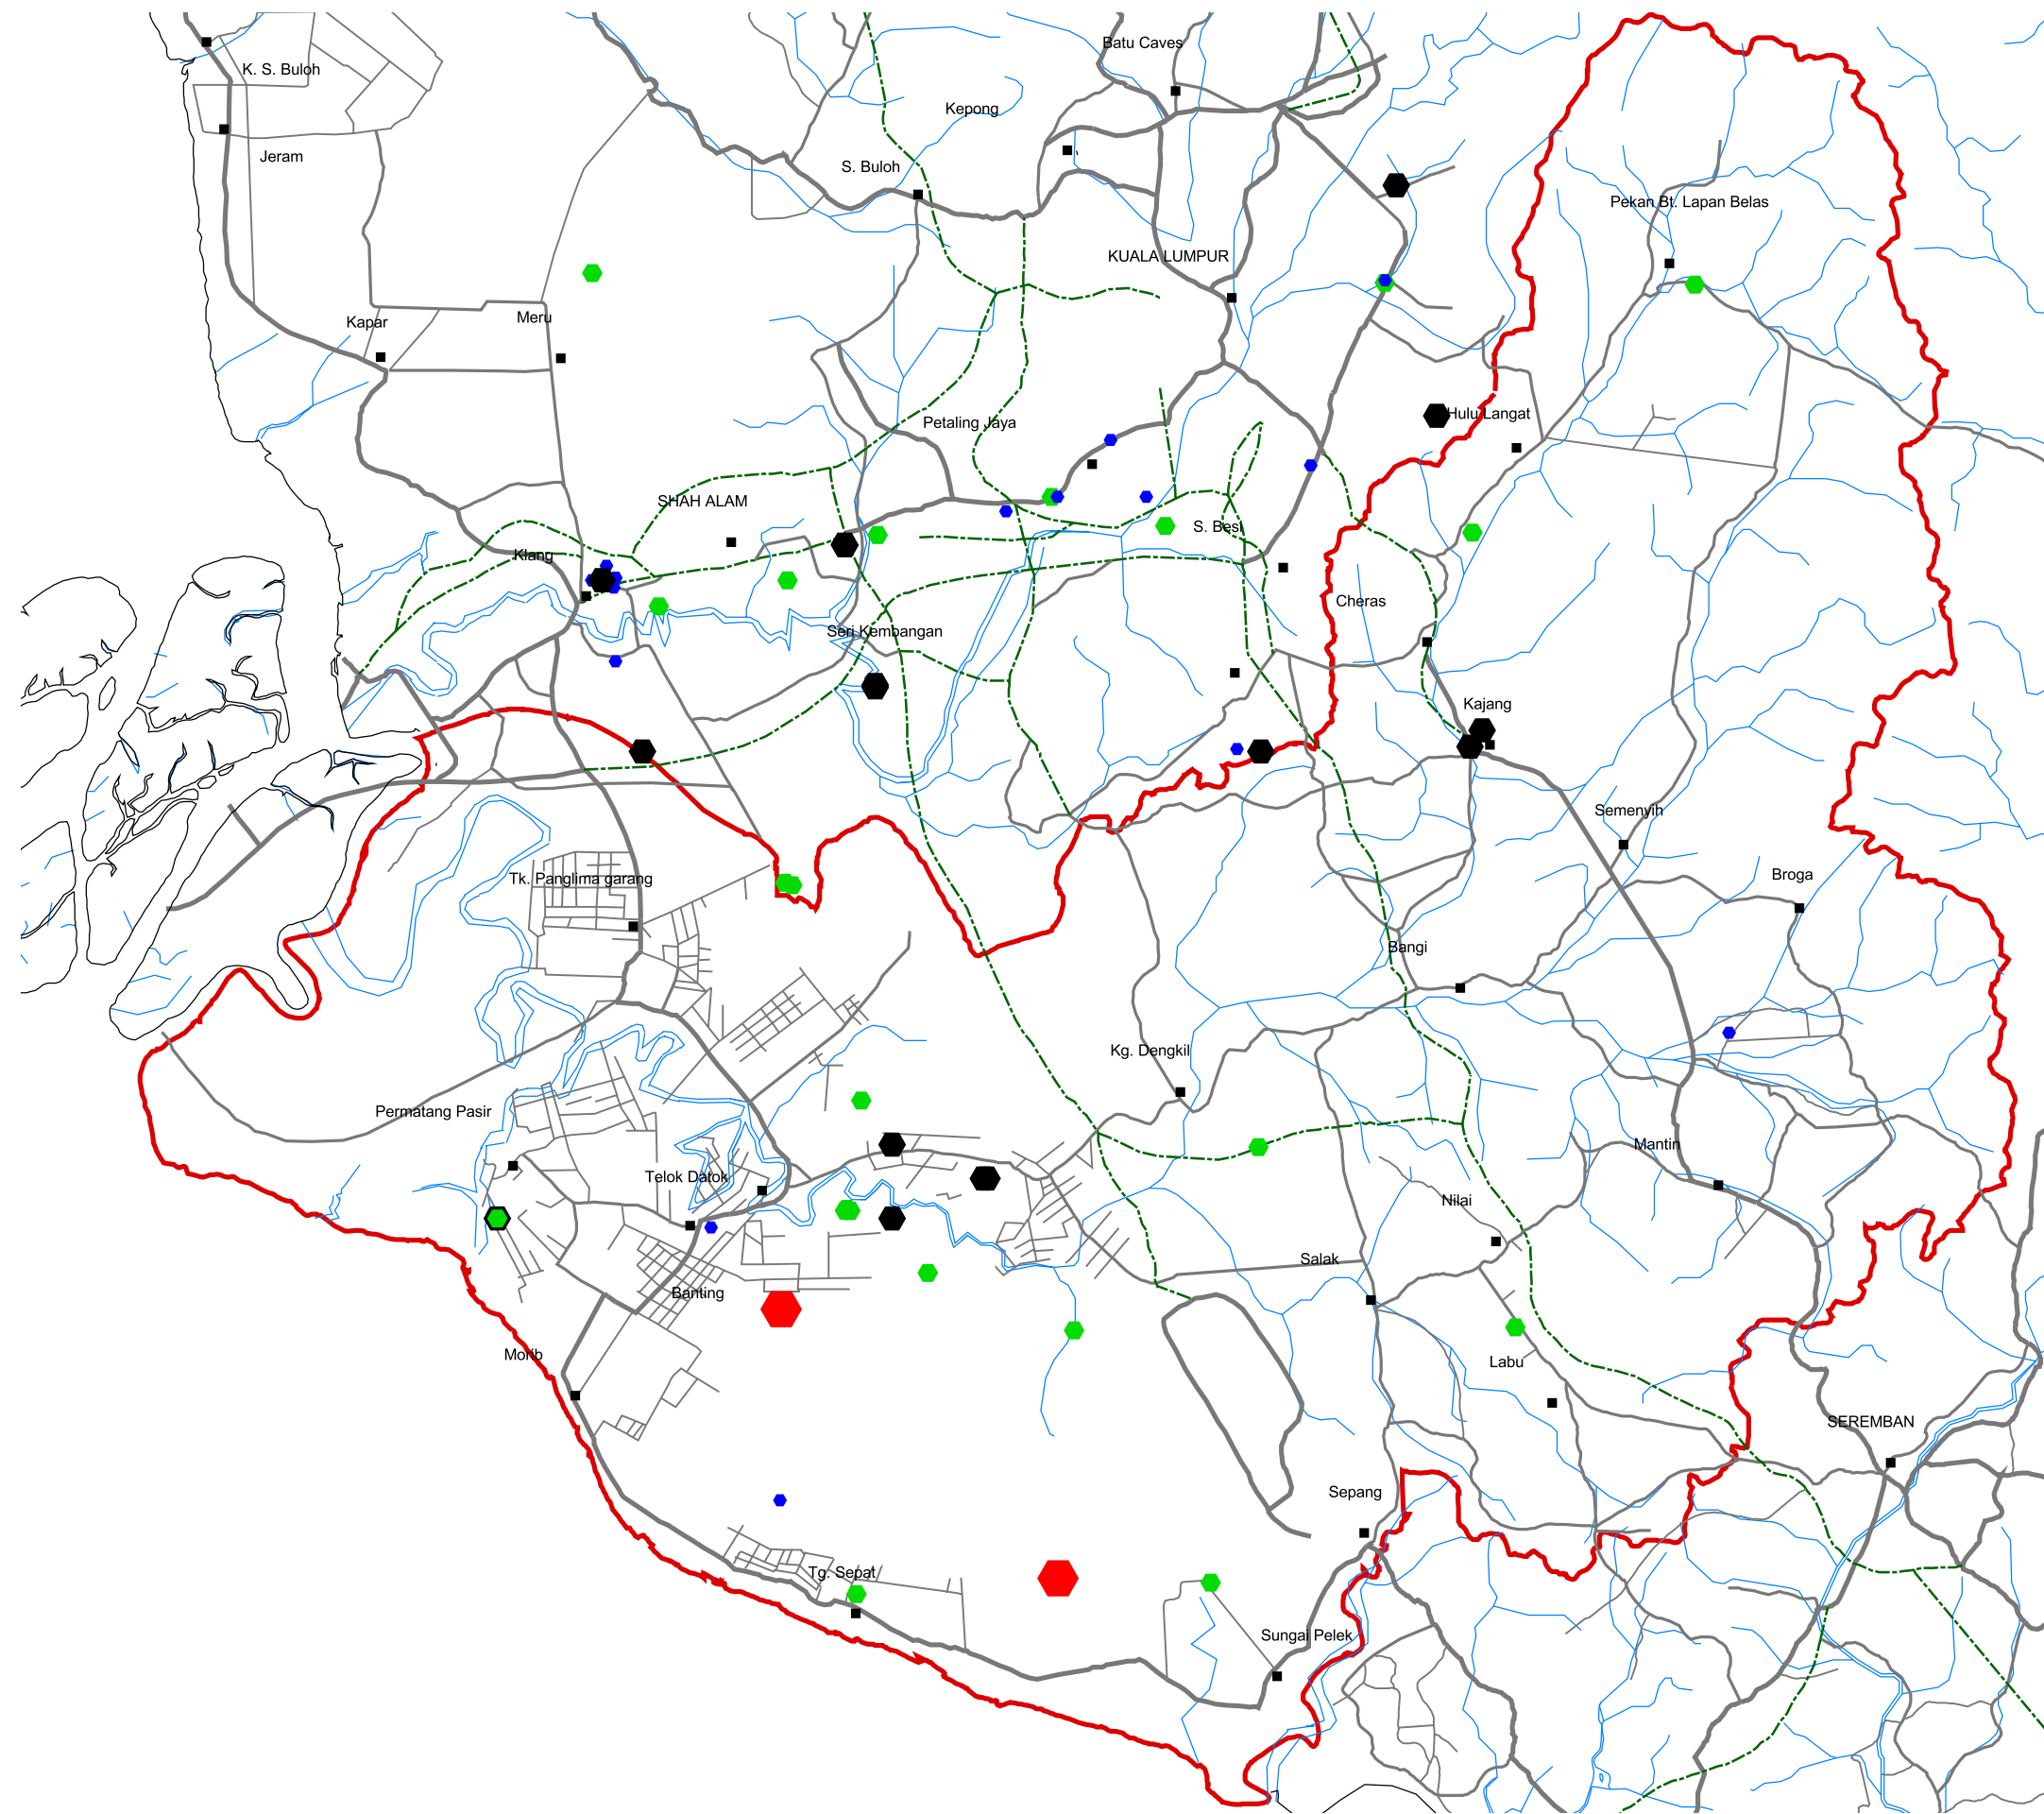 Batu Caves
K. S. Buloh
Kepong
Jeram
S. Buloh
Pekan Bt. Lapan Belas
KUALA LUMPUR
Meru
Kapar
Hulu Langat
Petaling Jaya
SHAH ALAM
S. Besi
Klang
Cheras
Seri Kembangan
Kajang
Semenyih
Broga
Tk. Panglima garang
Bangi
Kg. Dengkil
Permatang Pasir
Mantin
Telok Datok
Nilai
Salak
Banting
Morib
Labu
SEREMBAN
Sepang
Tg. Sepat
Sungai Pelek